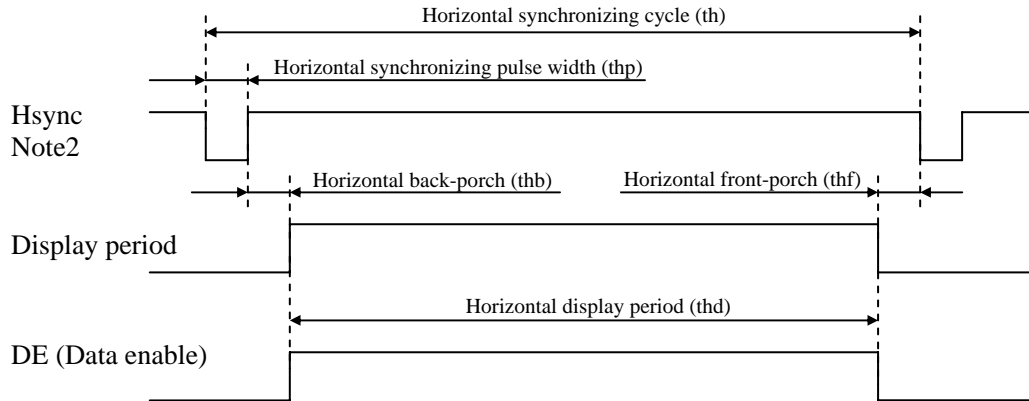 Horizontal synchronizing cycle (th)
Horizontal synchronizing pulse width (thp)
Hsync
Note2
Horizontal back-porch (thb)
Horizontal front-porch (thf)
Display period
Horizontal display period (thd)
DE (Data enable)